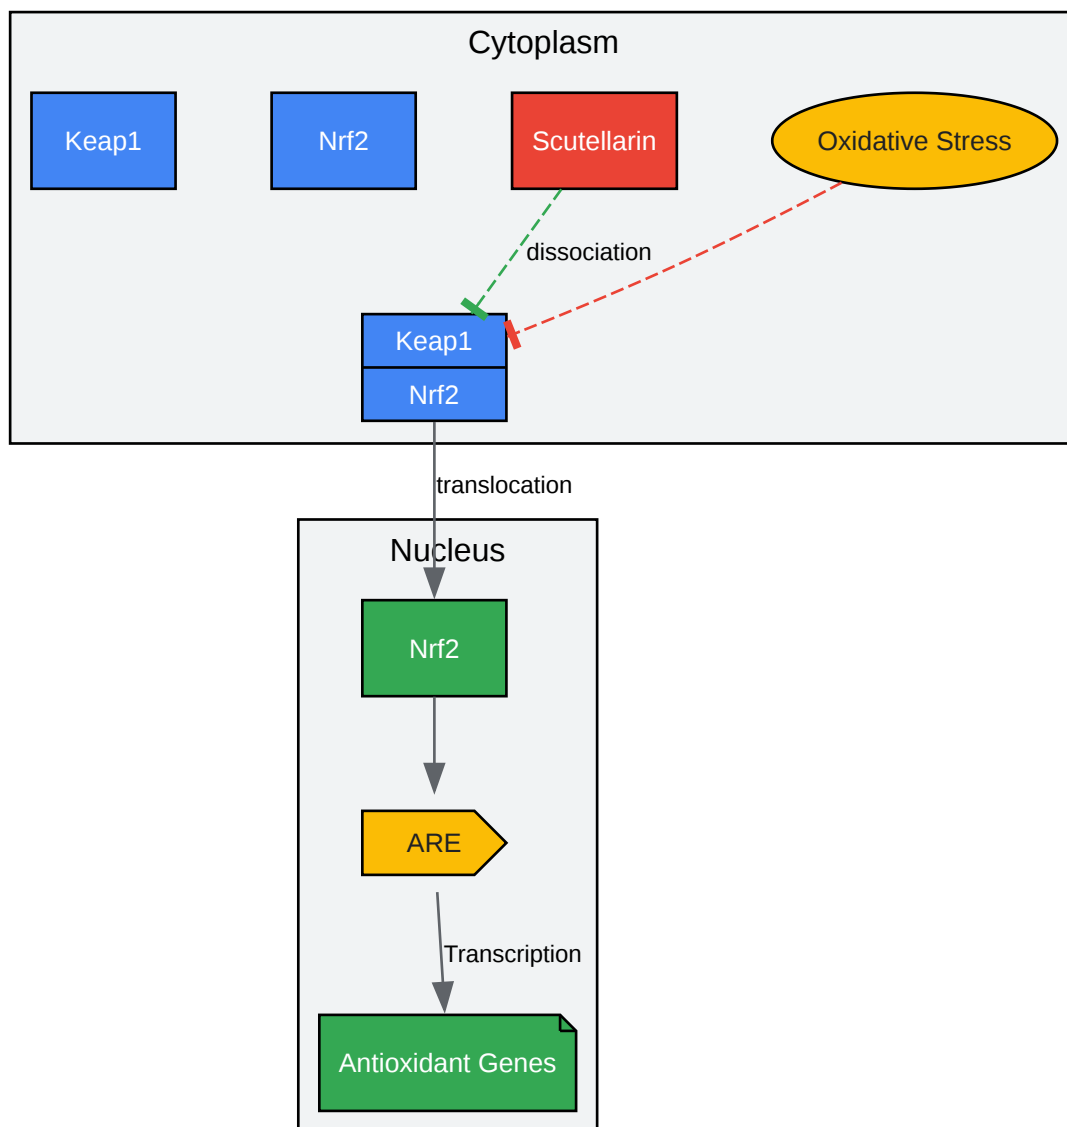 Cytoplasm
Keap1
Nrf2
Scutellarin
Oxidative Stress
dissociation
Keap1
Nrf2
translocation
Nucleus
Nrf2
ARE
Transcription
Antioxidant Genes